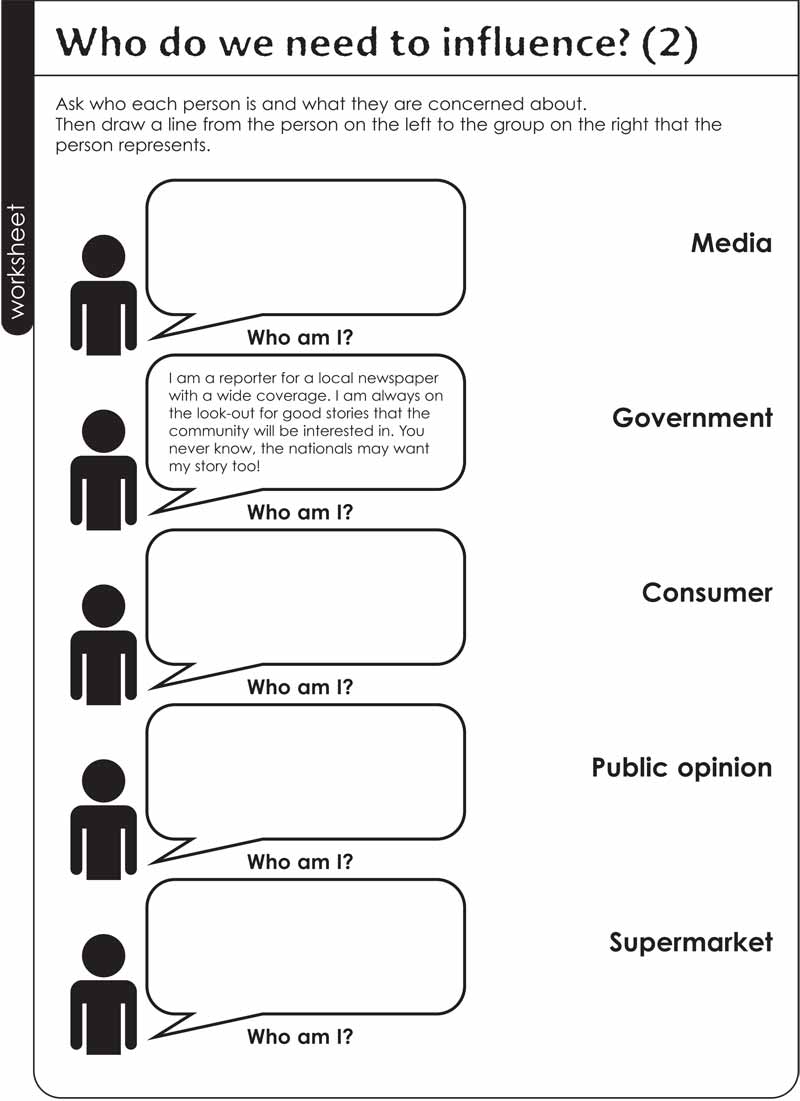 Who do we need to influence? (2)
Ask who each person is and what they are concerned about.
Then draw a line from the person on the left to the group on the right that the
person represents.
worksheet
Media
Who am I?
I am a reporter for a local newspaper
with a wide coverage. I am always on
the look-out for good stories that the
community will be interested in. You
never know, the nationals may want
my story too!
Government
Who am I?
Consumer
Who am I?
Public opinion
Who am I?
Supermarket
Who am I?